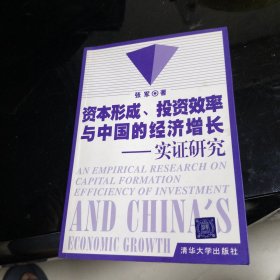 张 军 著
资本形成、投资效率
与中国的经济增长
——实证研究
AN EMPIRICAL RESEARCH ON
CAPITAL FORMATION
EFFICIENCY OF INVESTMENT
AND CHINA'S
ECONOMIC GROWTH
清华大学出版社